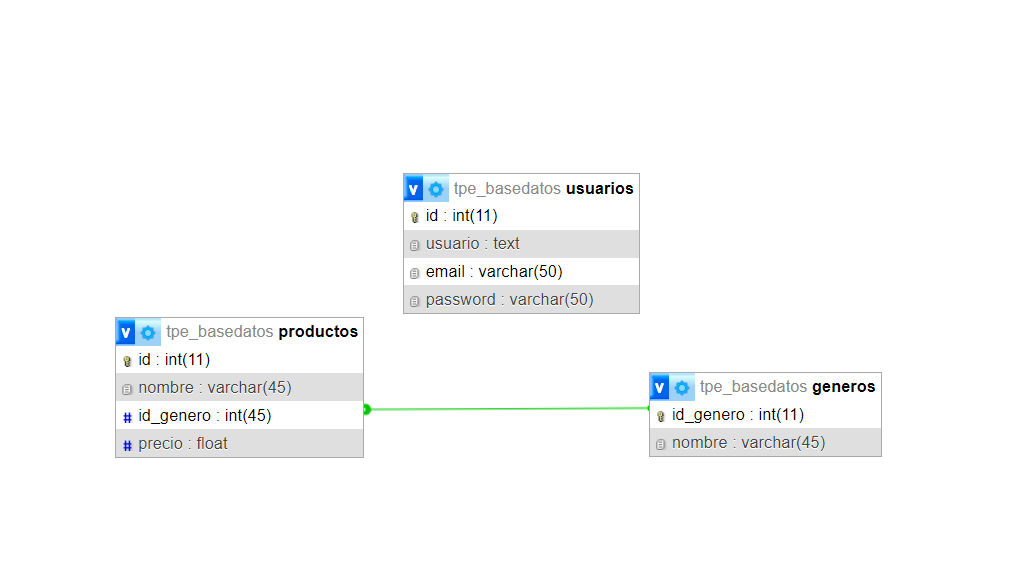 v tpe_basedatos usuarios
id : int(11)
usuario : text
email : varchar(50)
password : varchar(50)
v tpe_basedatos productos
id : int(11)
nombre : varchar(45)
# id_genero : int(45)
# precio : float
v tpe_basedatos generos
id_genero : int(11)
nombre : varchar(45)